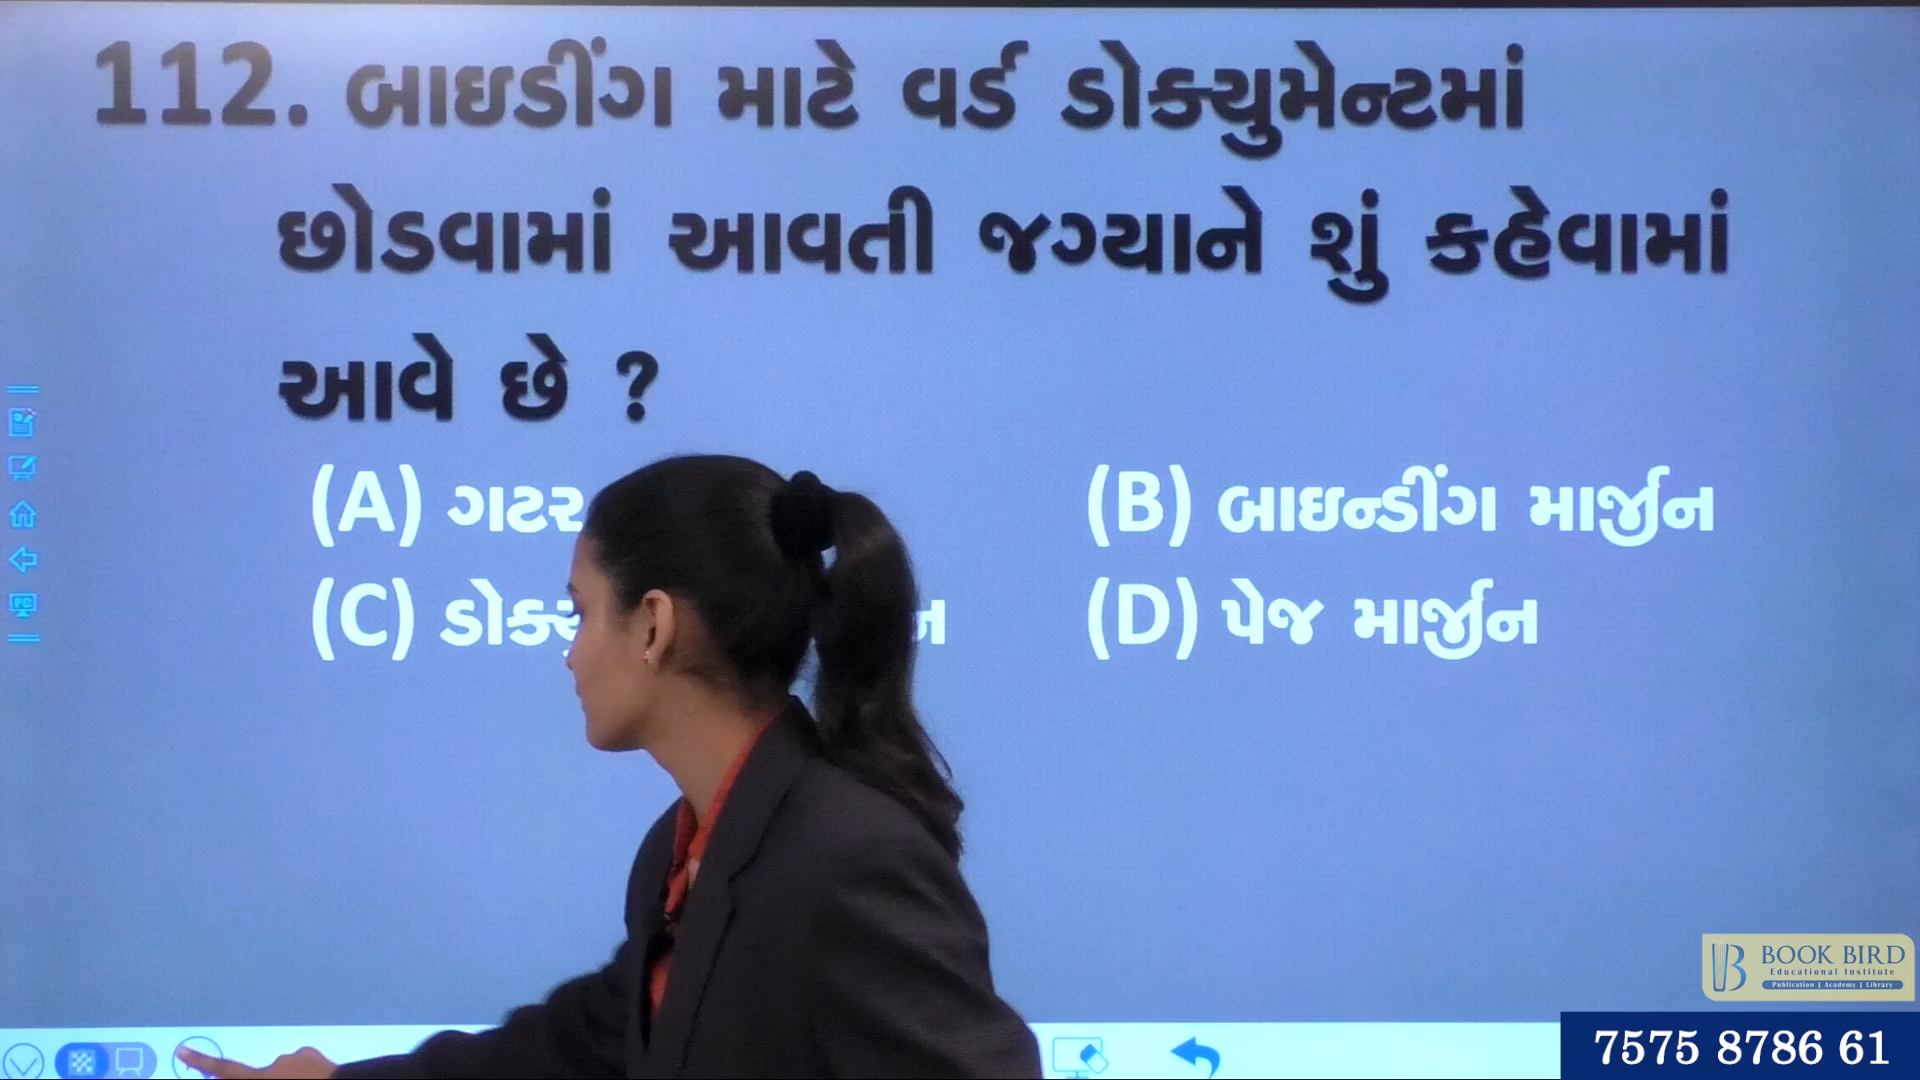 112. બાઇડીંગ માટે વર્ડ ડોક્યુમેન્ટમાં
છોડવામાં આવતી જગ્યાને શું કહેવામાં
આવે છે ?
(A) ગટર
(B) બાઇન્ડીંગ માર્જીન
(C)
(D) પેજ માર્જીન
BOOK BIRD
Educational Institute
Publication | Academy | Library
7575 8786 61